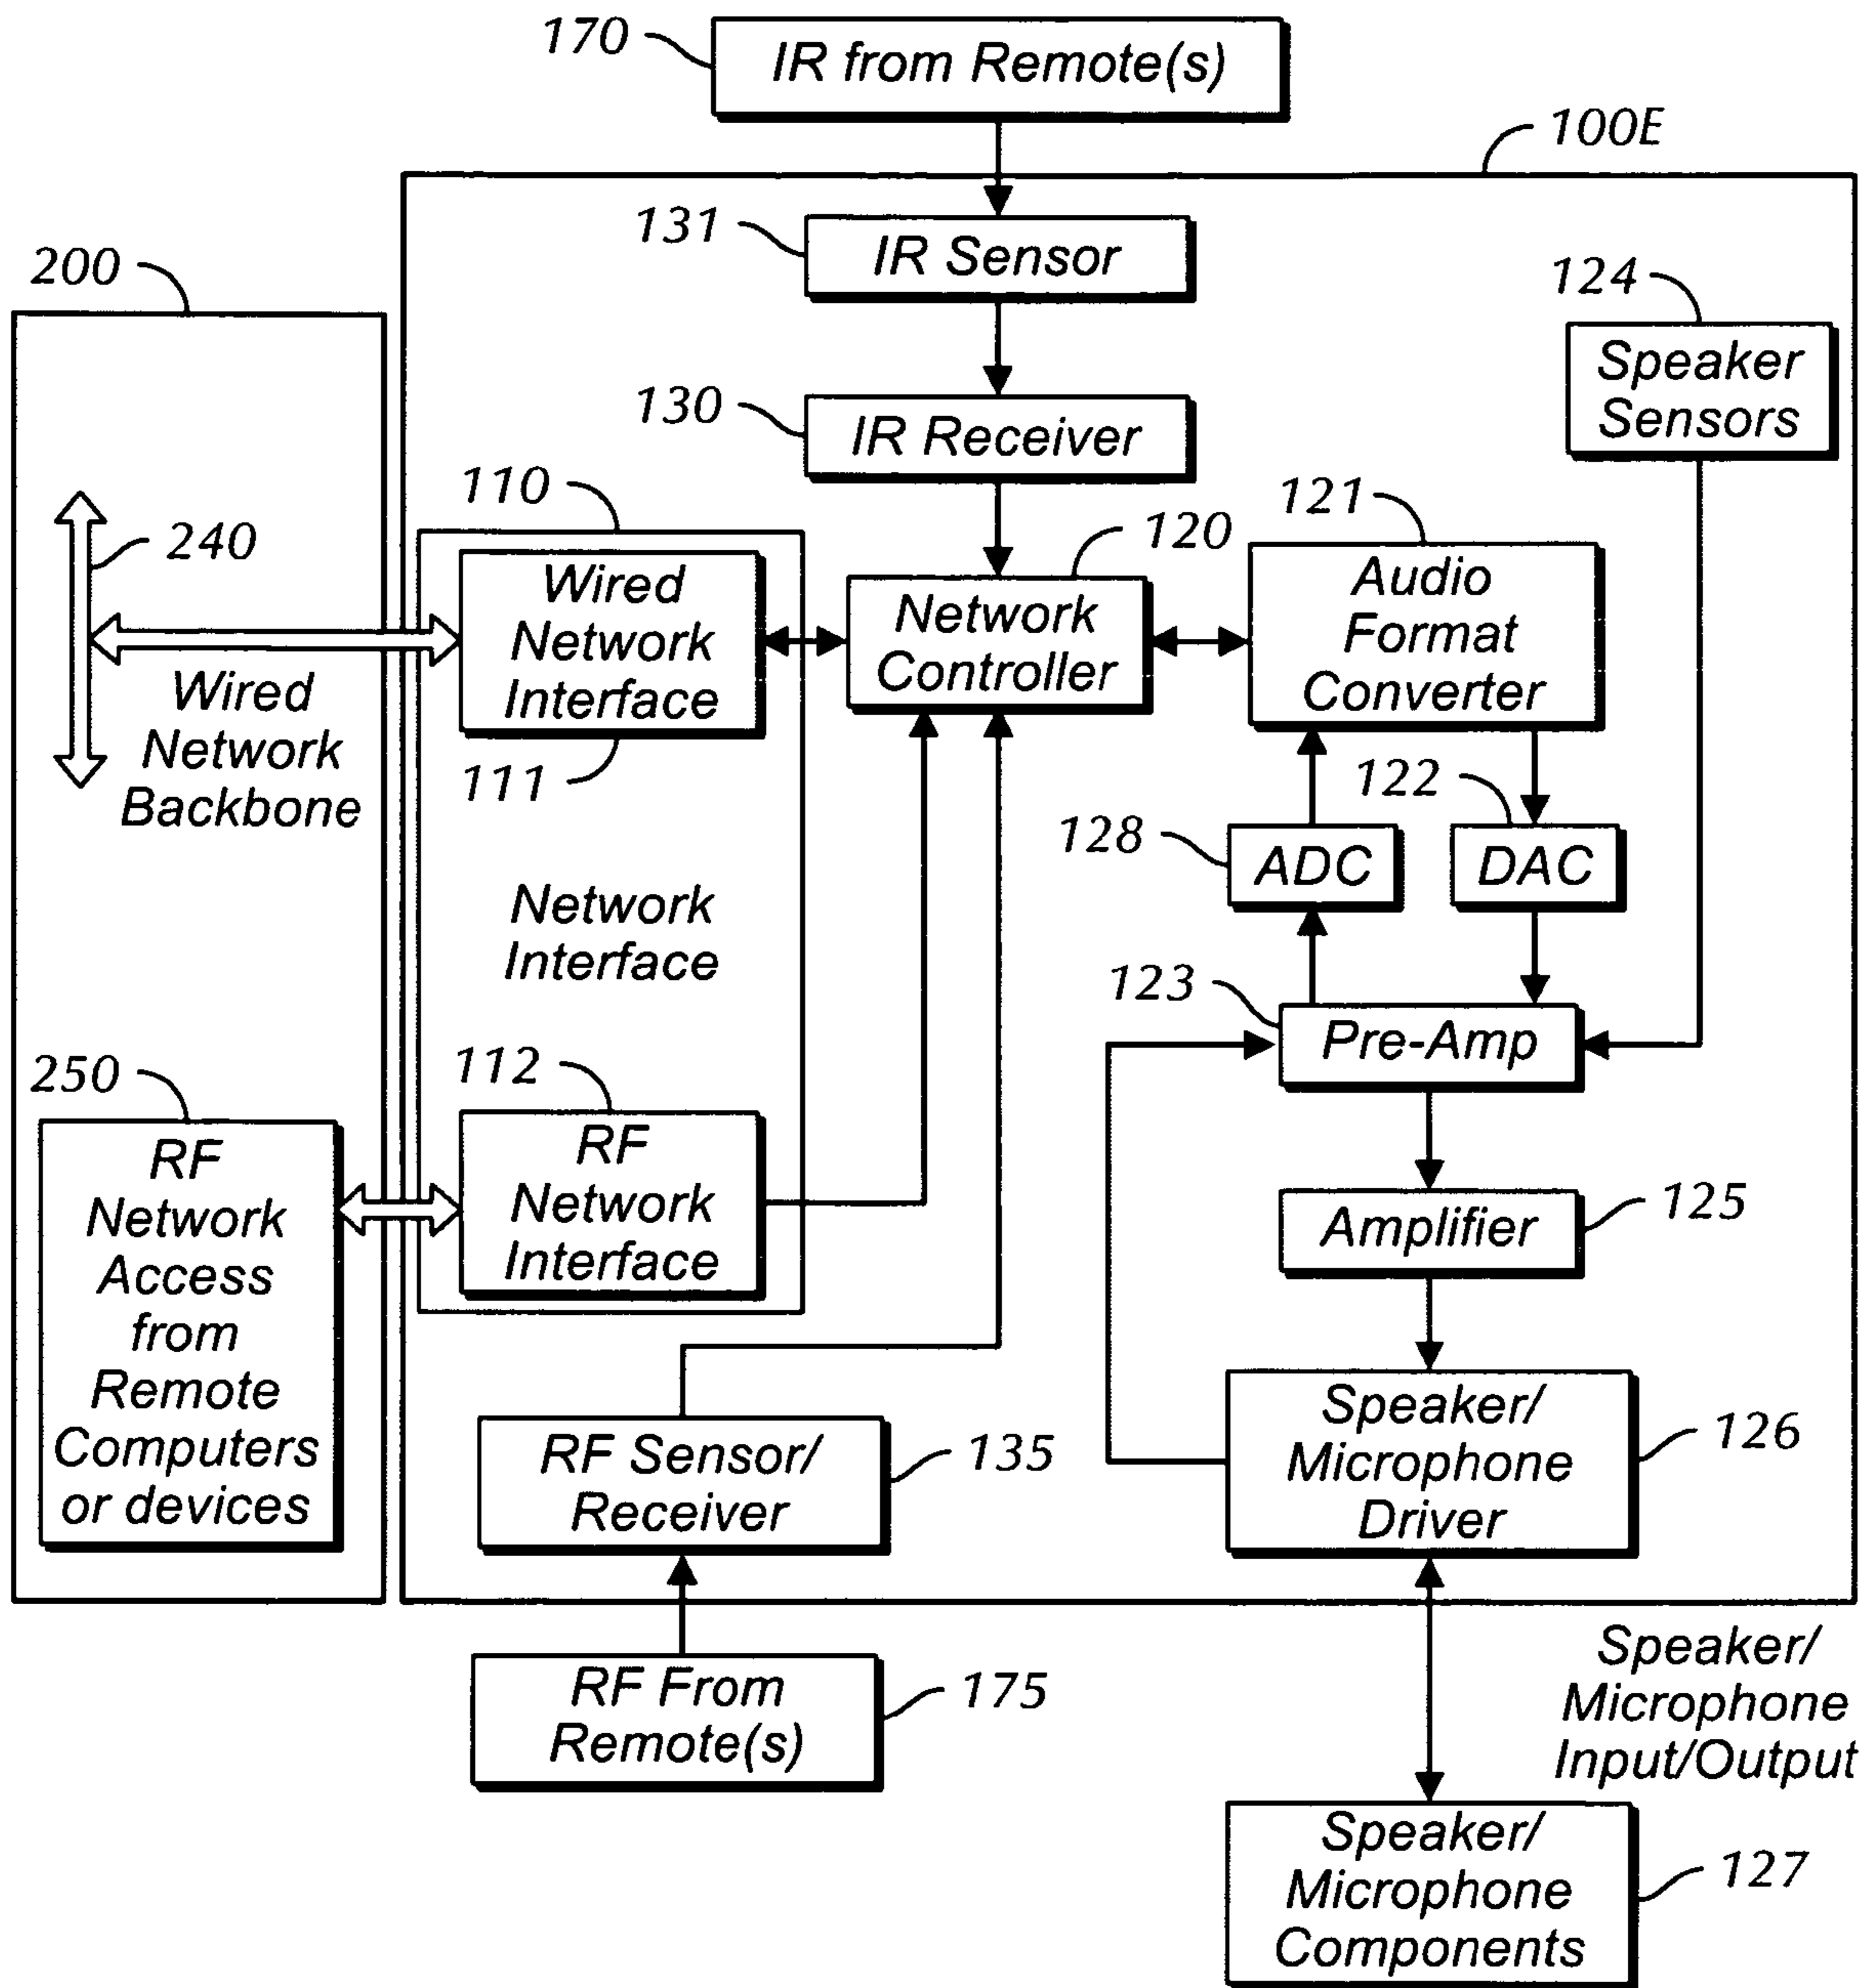 170
IR from Remote(s)
100E
131
IR Sensor
200
124
Speaker
Sensors
130
IR Receiver
110
121
240
120
Wired
Network
Interface
Network
Controller
Audio
Format
Converter
Wired
Network
Backbone
111
122
128
ADC
DAC
Network
Interface
123
Pre-Amp
250
112
RF
Network
Access
from
Remote
Computers
or devices
RF
Network
Interface
Amplifier
125
Speaker/
Microphone
Driver
126
RF Sensor/
Receiver
135
RF From
Remote(s)
175
Speaker/
Microphone
Input/Output
Speaker/
Microphone
Components
127